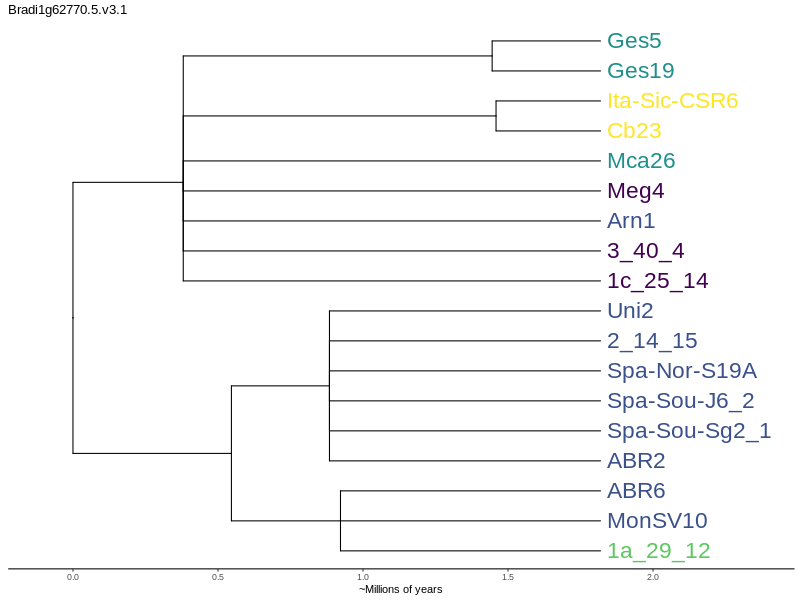 Bradi1g62770.5.v3.1
Ges5
Ges19
Ita-Sic-CSR6
Cb23
Mca26
Meg4
Arn1
3_40_4
1c_25_14
Uni2
2_14_15
Spa-Nor-S19A
Spa-Sou-J6_2
Spa-Sou-Sg2_1
ABR2
ABR6
MonSV10
1a_29_12
0.0 0.5 1.0 1.5 2.0
~Millions of years